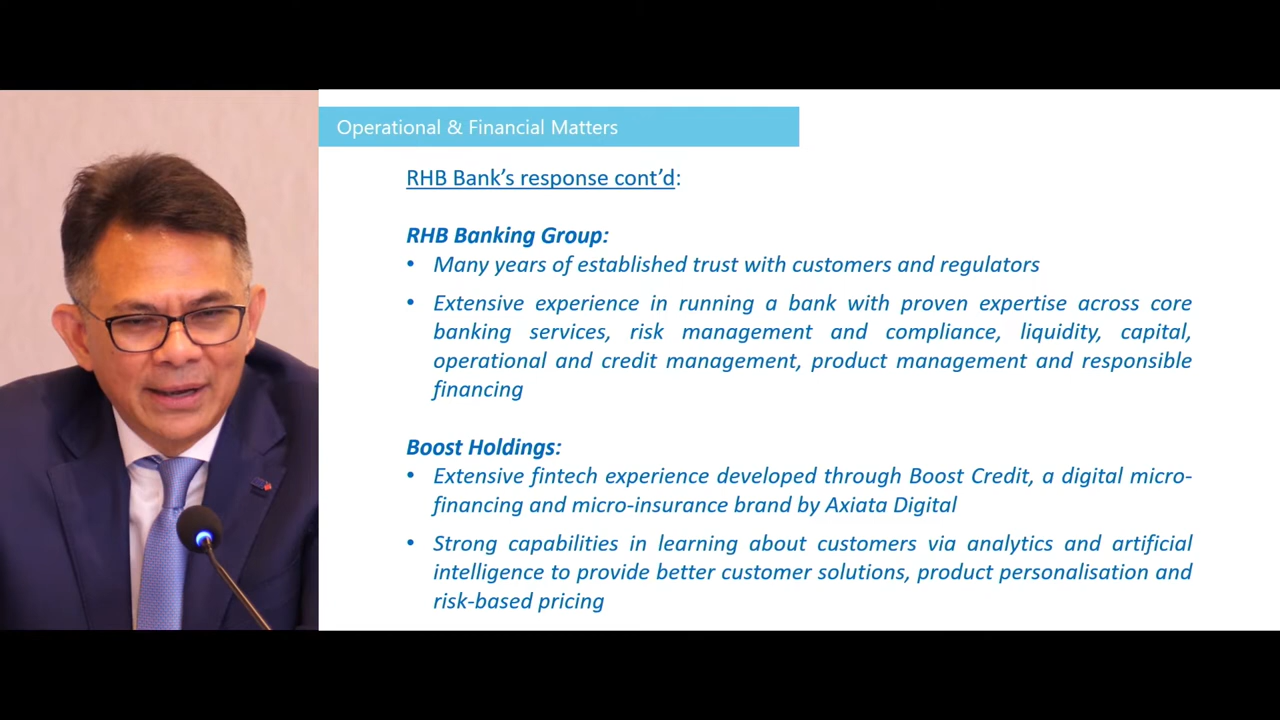 Operational & Financial Matters
RHB Bank's response cont'd:
RHB Banking Group:
• Many years of established trust with customers and regulators
• Extensive experience in running a bank with proven expertise across core
banking services, risk management and compliance, liquidity, capital,
operational and credit management, product management and responsible
financing
Boost Holdings:
• Extensive fintech experience developed through Boost Credit, a digital micro-
financing and micro-insurance brand by Axiata Digital
• Strong capabilities in learning about customers via analytics and artificial
intelligence to provide better customer solutions, product personalisation and
risk-based pricing